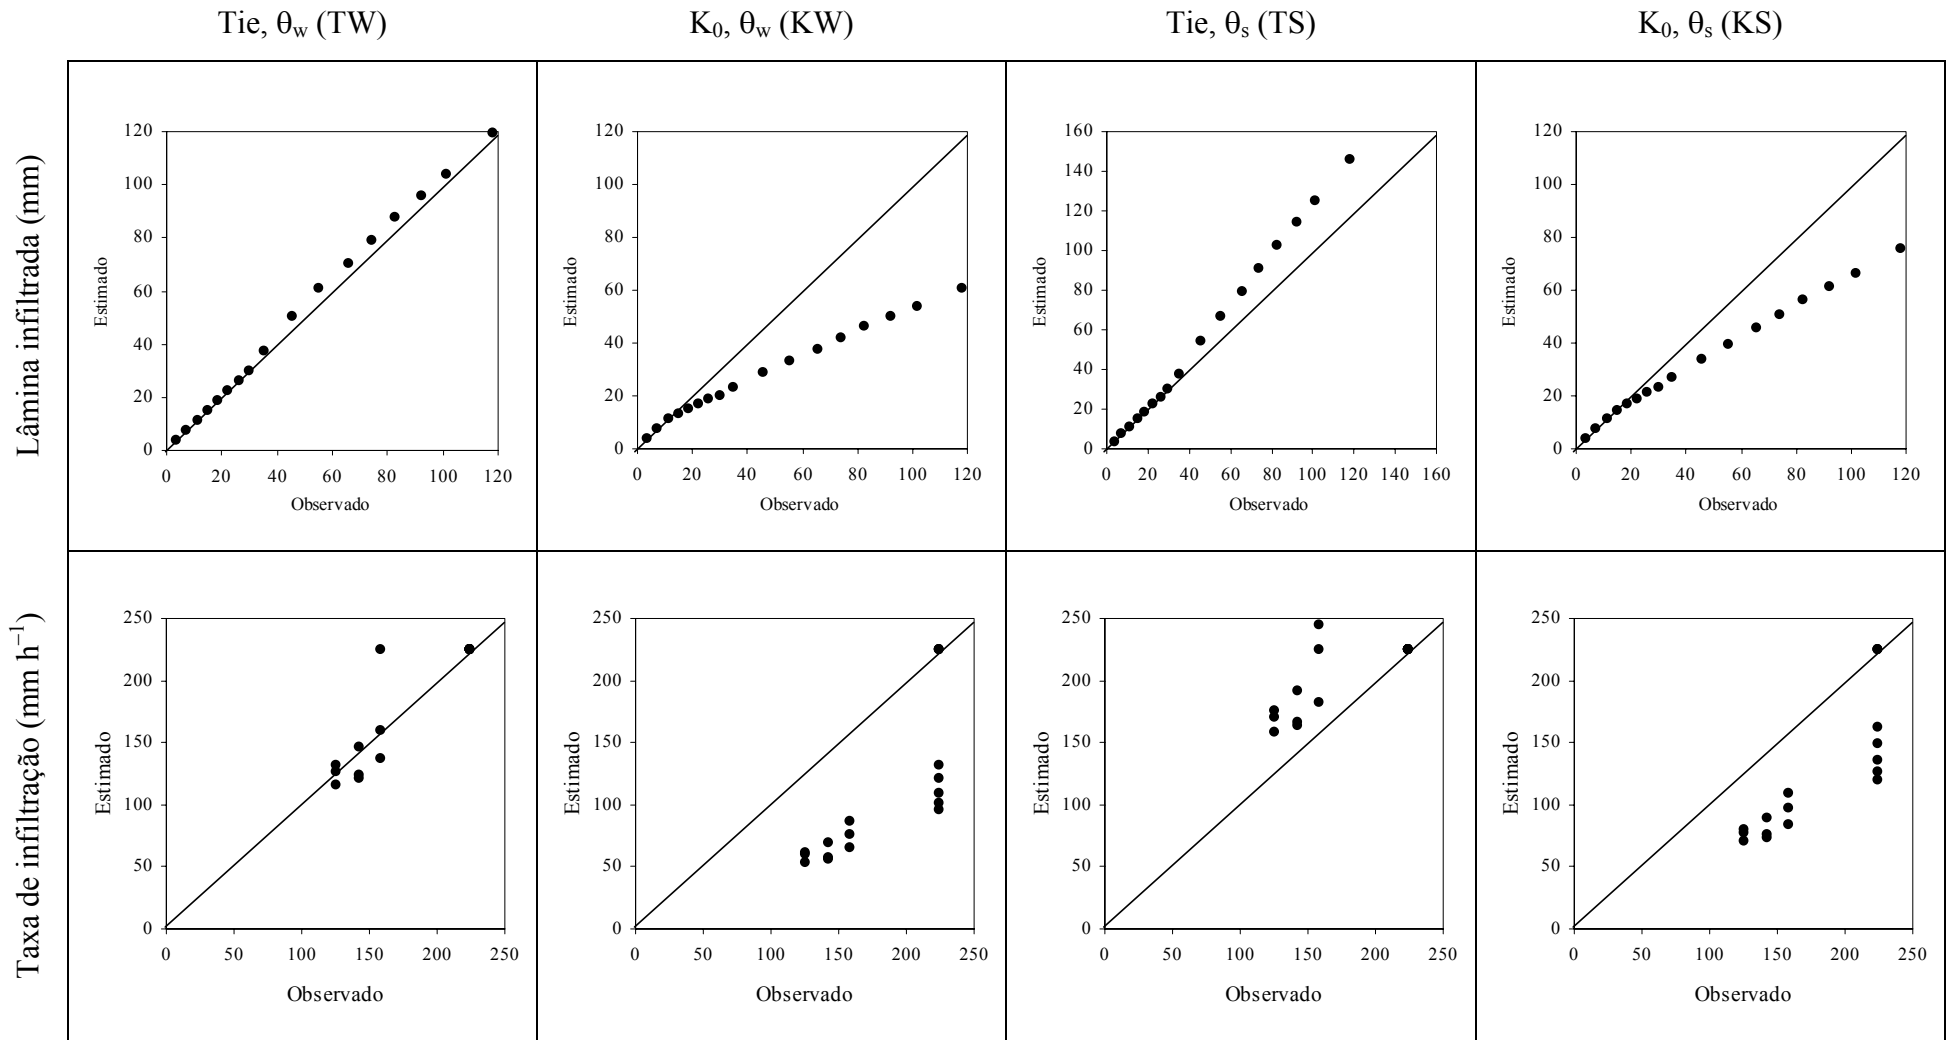 Tie, θw (TW)
K0, θw (KW)
Tie, θs (TS)
K0, θs (KS)
Lâmina infiltrada (mm)
120
100
80
60
40
20
0
0 20 40 60 80 100 120
Estimado
Observado
120
100
80
60
40
20
0
0 20 40 60 80 100 120
Estimado
Observado
160
140
120
100
80
60
40
20
0
0 20 40 60 80 100 120 140 160
Estimado
Observado
120
100
80
60
40
20
0
0 20 40 60 80 100 120
Estimado
Observado
Taxa de infiltração (mm h−1)
250
200
150
100
50
0
0 50 100 150 200 250
Estimado
Observado
250
200
150
100
50
0
0 50 100 150 200 250
Estimado
Observado
250
200
150
100
50
0
0 50 100 150 200 250
Estimado
Observado
250
200
150
100
50
0
0 50 100 150 200 250
Estimado
Observado